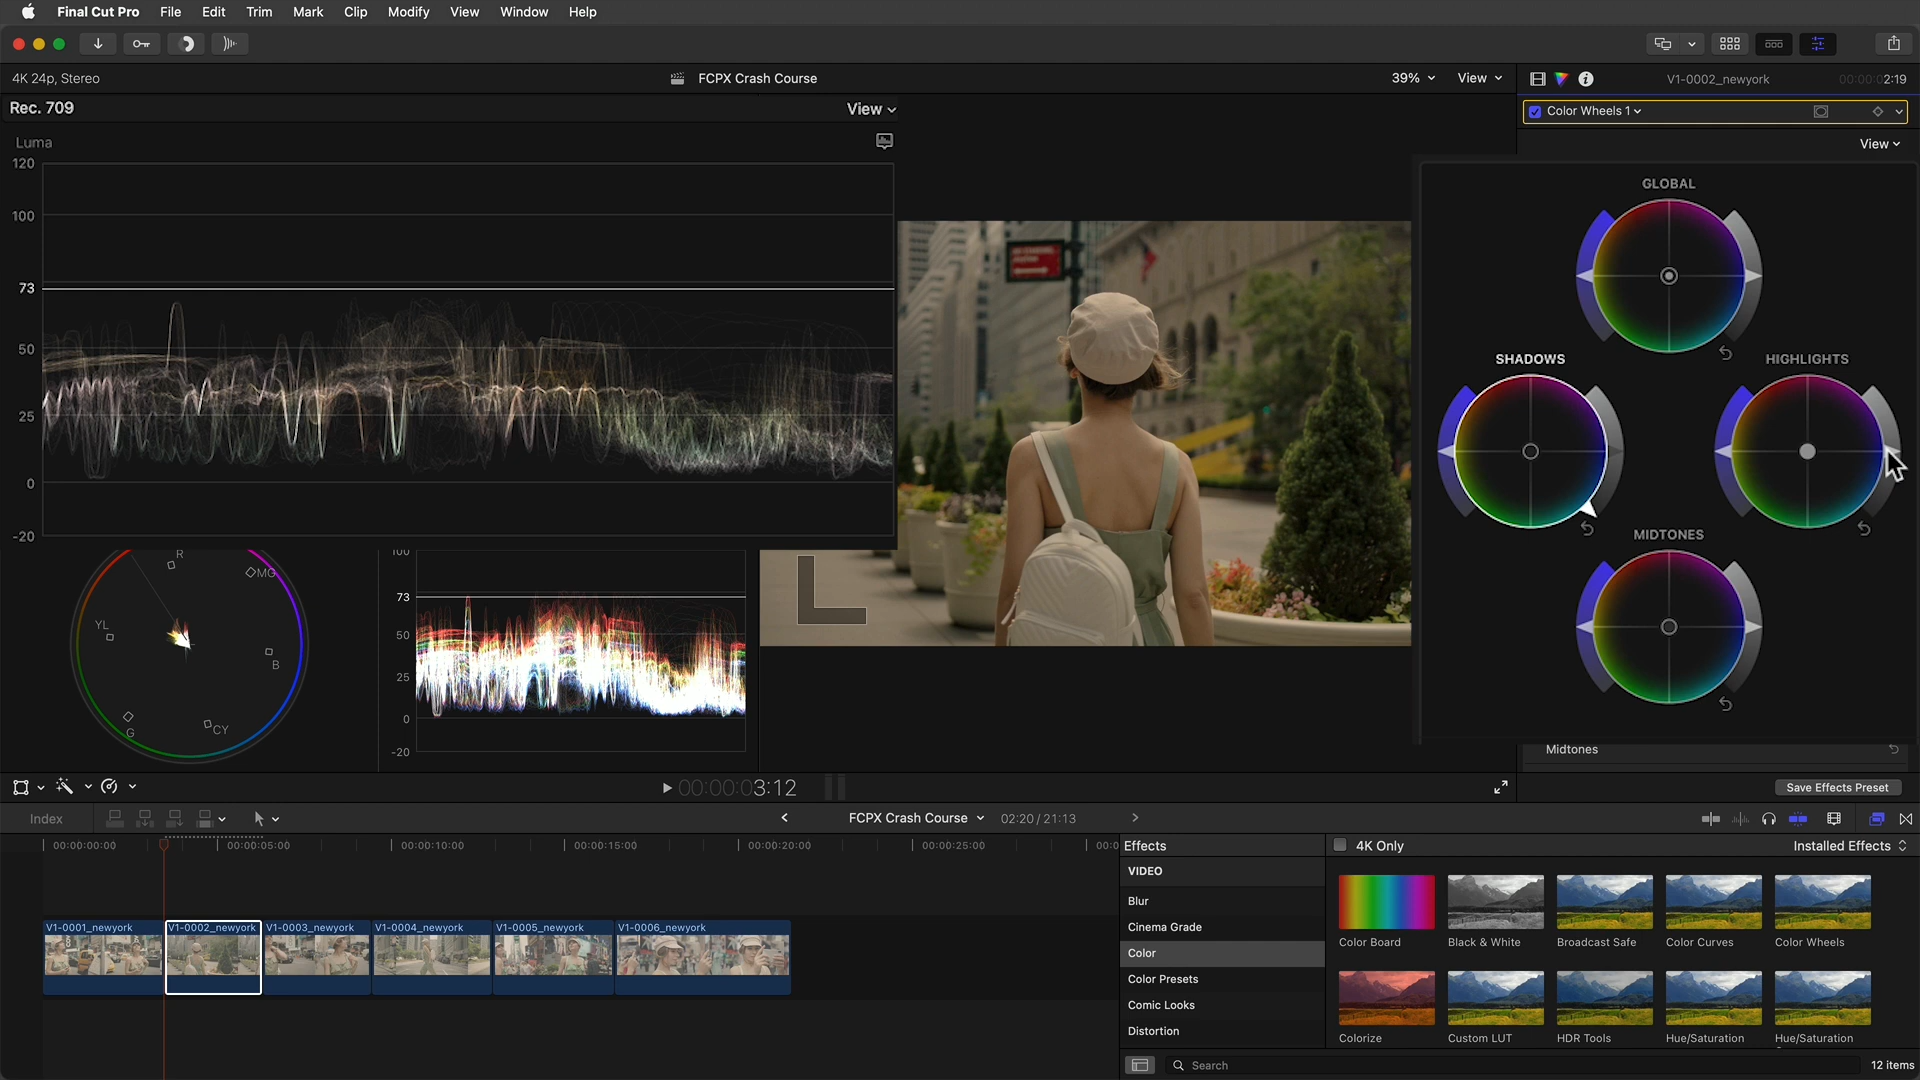 Final Cut Pro File Edit Trim Mark Clip Modify View Window Help
4K 24p, Stereo
FCPX Crash Course
39% View
V1-0002_newyork
00:00:02:19
Rec. 709
View
Color Wheels 1
View
Luma
120
100
73
50
25
0
-20
GLOBAL
SHADOWS
HIGHLIGHTS
MIDTONES
R
MG
YL
B
G
CY
100
73
50
25
0
-20
Midtones
00:00:03:12
Save Effects Preset
Index
FCPX Crash Course
02:20 / 21:13
00:00:00:00
00:00:05:00
00:00:10:00
00:00:15:00
00:00:20:00
00:00:25:00
V1-0001_newyork
V1-0002_newyork
V1-0003_newyork
V1-0004_newyork
V1-0005_newyork
V1-0006_newyork
Effects
4K Only
Installed Effects
VIDEO
Blur
Cinema Grade
Color
Color Presets
Comic Looks
Distortion
Color Board
Black & White
Broadcast Safe
Color Curves
Color Wheels
Colorize
Custom LUT
HDR Tools
Hue/Saturation
Hue/Saturation
Search
12 items